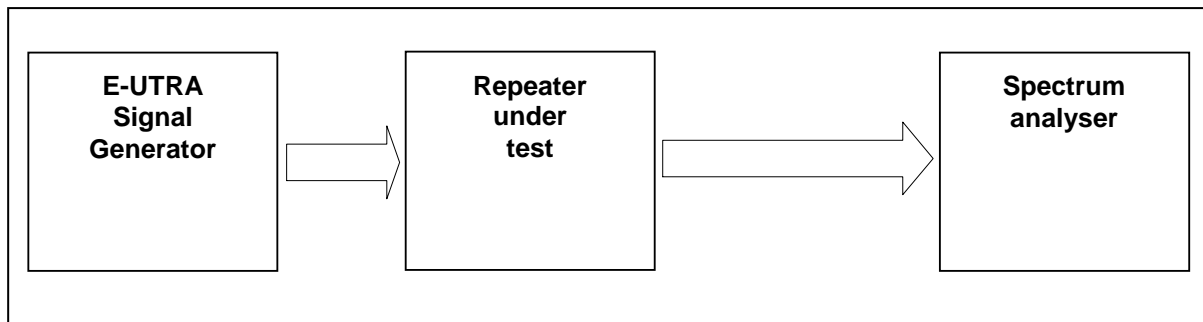 E-UTRA
Signal
Generator
Repeater
under
test
Spectrum
analyser